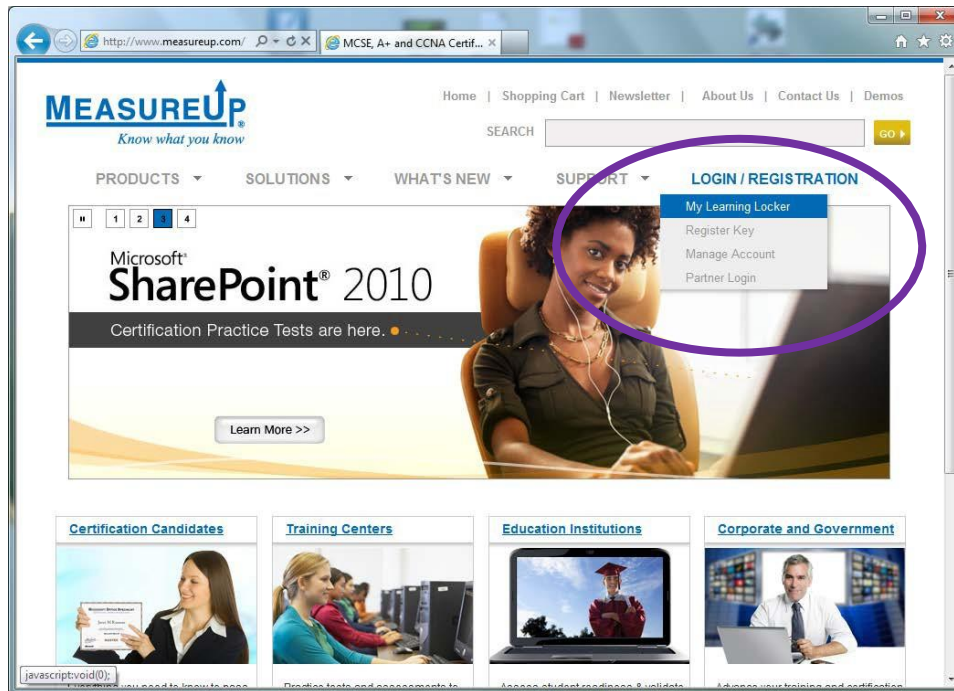 http://www.measureup.com/
MCSE, A+ and CCNA Certif...
MEASUREUP®
Know what you know
Home | Shopping Cart | Newsletter | About Us | Contact Us | Demos
SEARCH
GO
PRODUCTS SOLUTIONS WHAT'S NEW SUPPORT LOGIN / REGISTRATION
My Learning Locker
Register Key
Manage Account
Partner Login
1 2 3 4
Microsoft®
SharePoint® 2010
Certification Practice Tests are here.
Learn More >>
Certification Candidates Training Centers Education Institutions Corporate and Government
javascript:void(0);